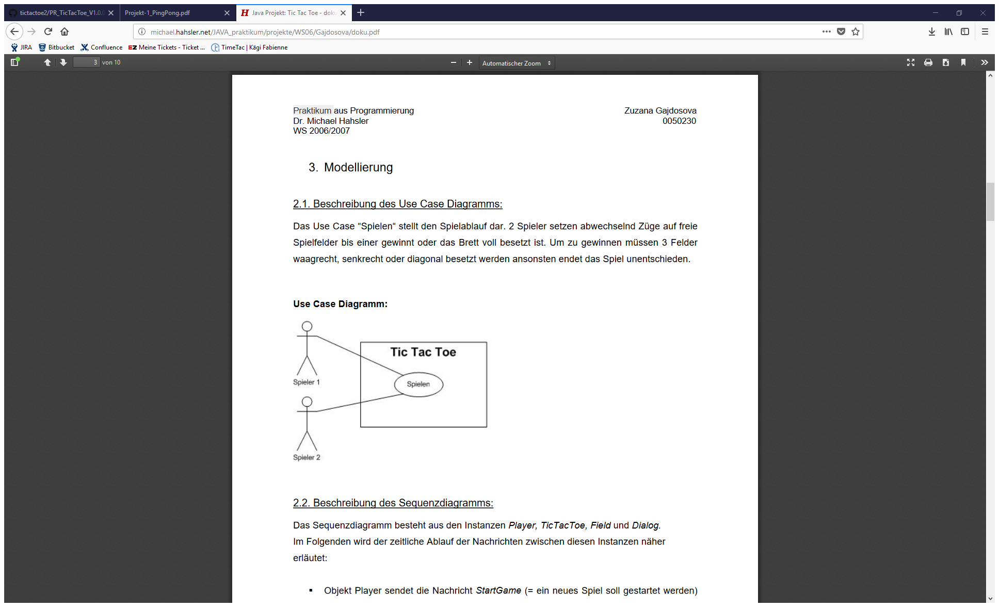 tictactoe2/PR_TicTacToe_V1.0.0
Projekt-1_PingPong.pdf
Java Projekt: Tic Tac Toe - doku
michael.hahsler.net/JAVA_praktikum/projekte/WS06/Gajdosova/doku.pdf
JIRA Bitbucket Confluence Meine Tickets - Ticket ... TimeTac | Kägi Fabienne
3 von 10 Automatischer Zoom
Praktikum aus Programmierung Zuzana Gajdosova
Dr. Michael Hahsler 0050230
WS 2006/2007
3. Modellierung
2.1. Beschreibung des Use Case Diagramms:
Das Use Case “Spielen“ stellt den Spielablauf dar. 2 Spieler setzen abwechselnd Züge auf freie
Spielfelder bis einer gewinnt oder das Brett voll besetzt ist. Um zu gewinnen müssen 3 Felder
waagrecht, senkrecht oder diagonal besetzt werden ansonsten endet das Spiel unentschieden.
Use Case Diagramm:
Tic Tac Toe
Spieler 1
Spielen
Spieler 2
2.2. Beschreibung des Sequenzdiagramms:
Das Sequenzdiagramm besteht aus den Instanzen Player, TicTacToe, Field und Dialog.
Im Folgenden wird der zeitliche Ablauf der Nachrichten zwischen diesen Instanzen näher
erläutet:
▪ Objekt Player sendet die Nachricht StartGame (= ein neues Spiel soll gestartet werden)